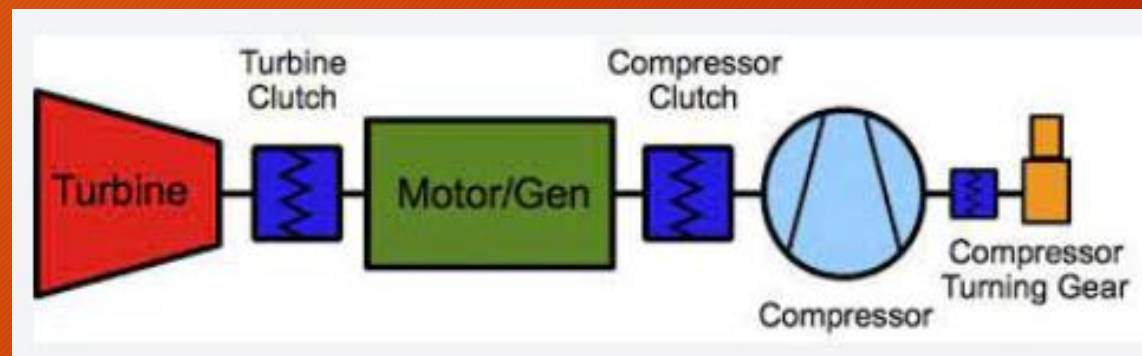 Turbine
Clutch
Compressor
Clutch
Turbine
Motor/Gen
Compressor
Turning Gear
Compressor